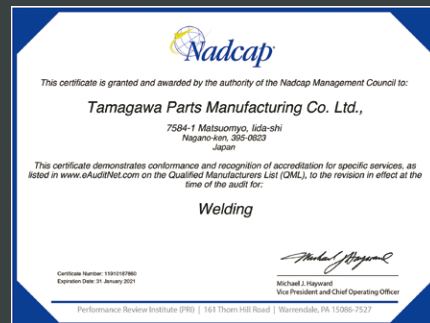 Nadcap
This certificate is granted and awarded by the authority of the Nadcap Management Council to:
Tamagawa Parts Manufacturing Co. Ltd.,
7584-1 Matsuomyo, Iida-shi
Nagano-ken, 395-0823
Japan
This certificate demonstrates conformance and recognition of accreditation for specific services, as
listed in www.eAuditNet.com on the Qualified Manufacturers List (QML), to the revision in effect at the
time of the audit for:
Welding
Certificate Number: 11910187860
Expiration Date: 31 January 2021
Michael J. Hayward
Vice President and Chief Operating Officer
Performance Review Institute (PRI) | 161 Thorn Hill Road | Warrendale, PA 15086-7527